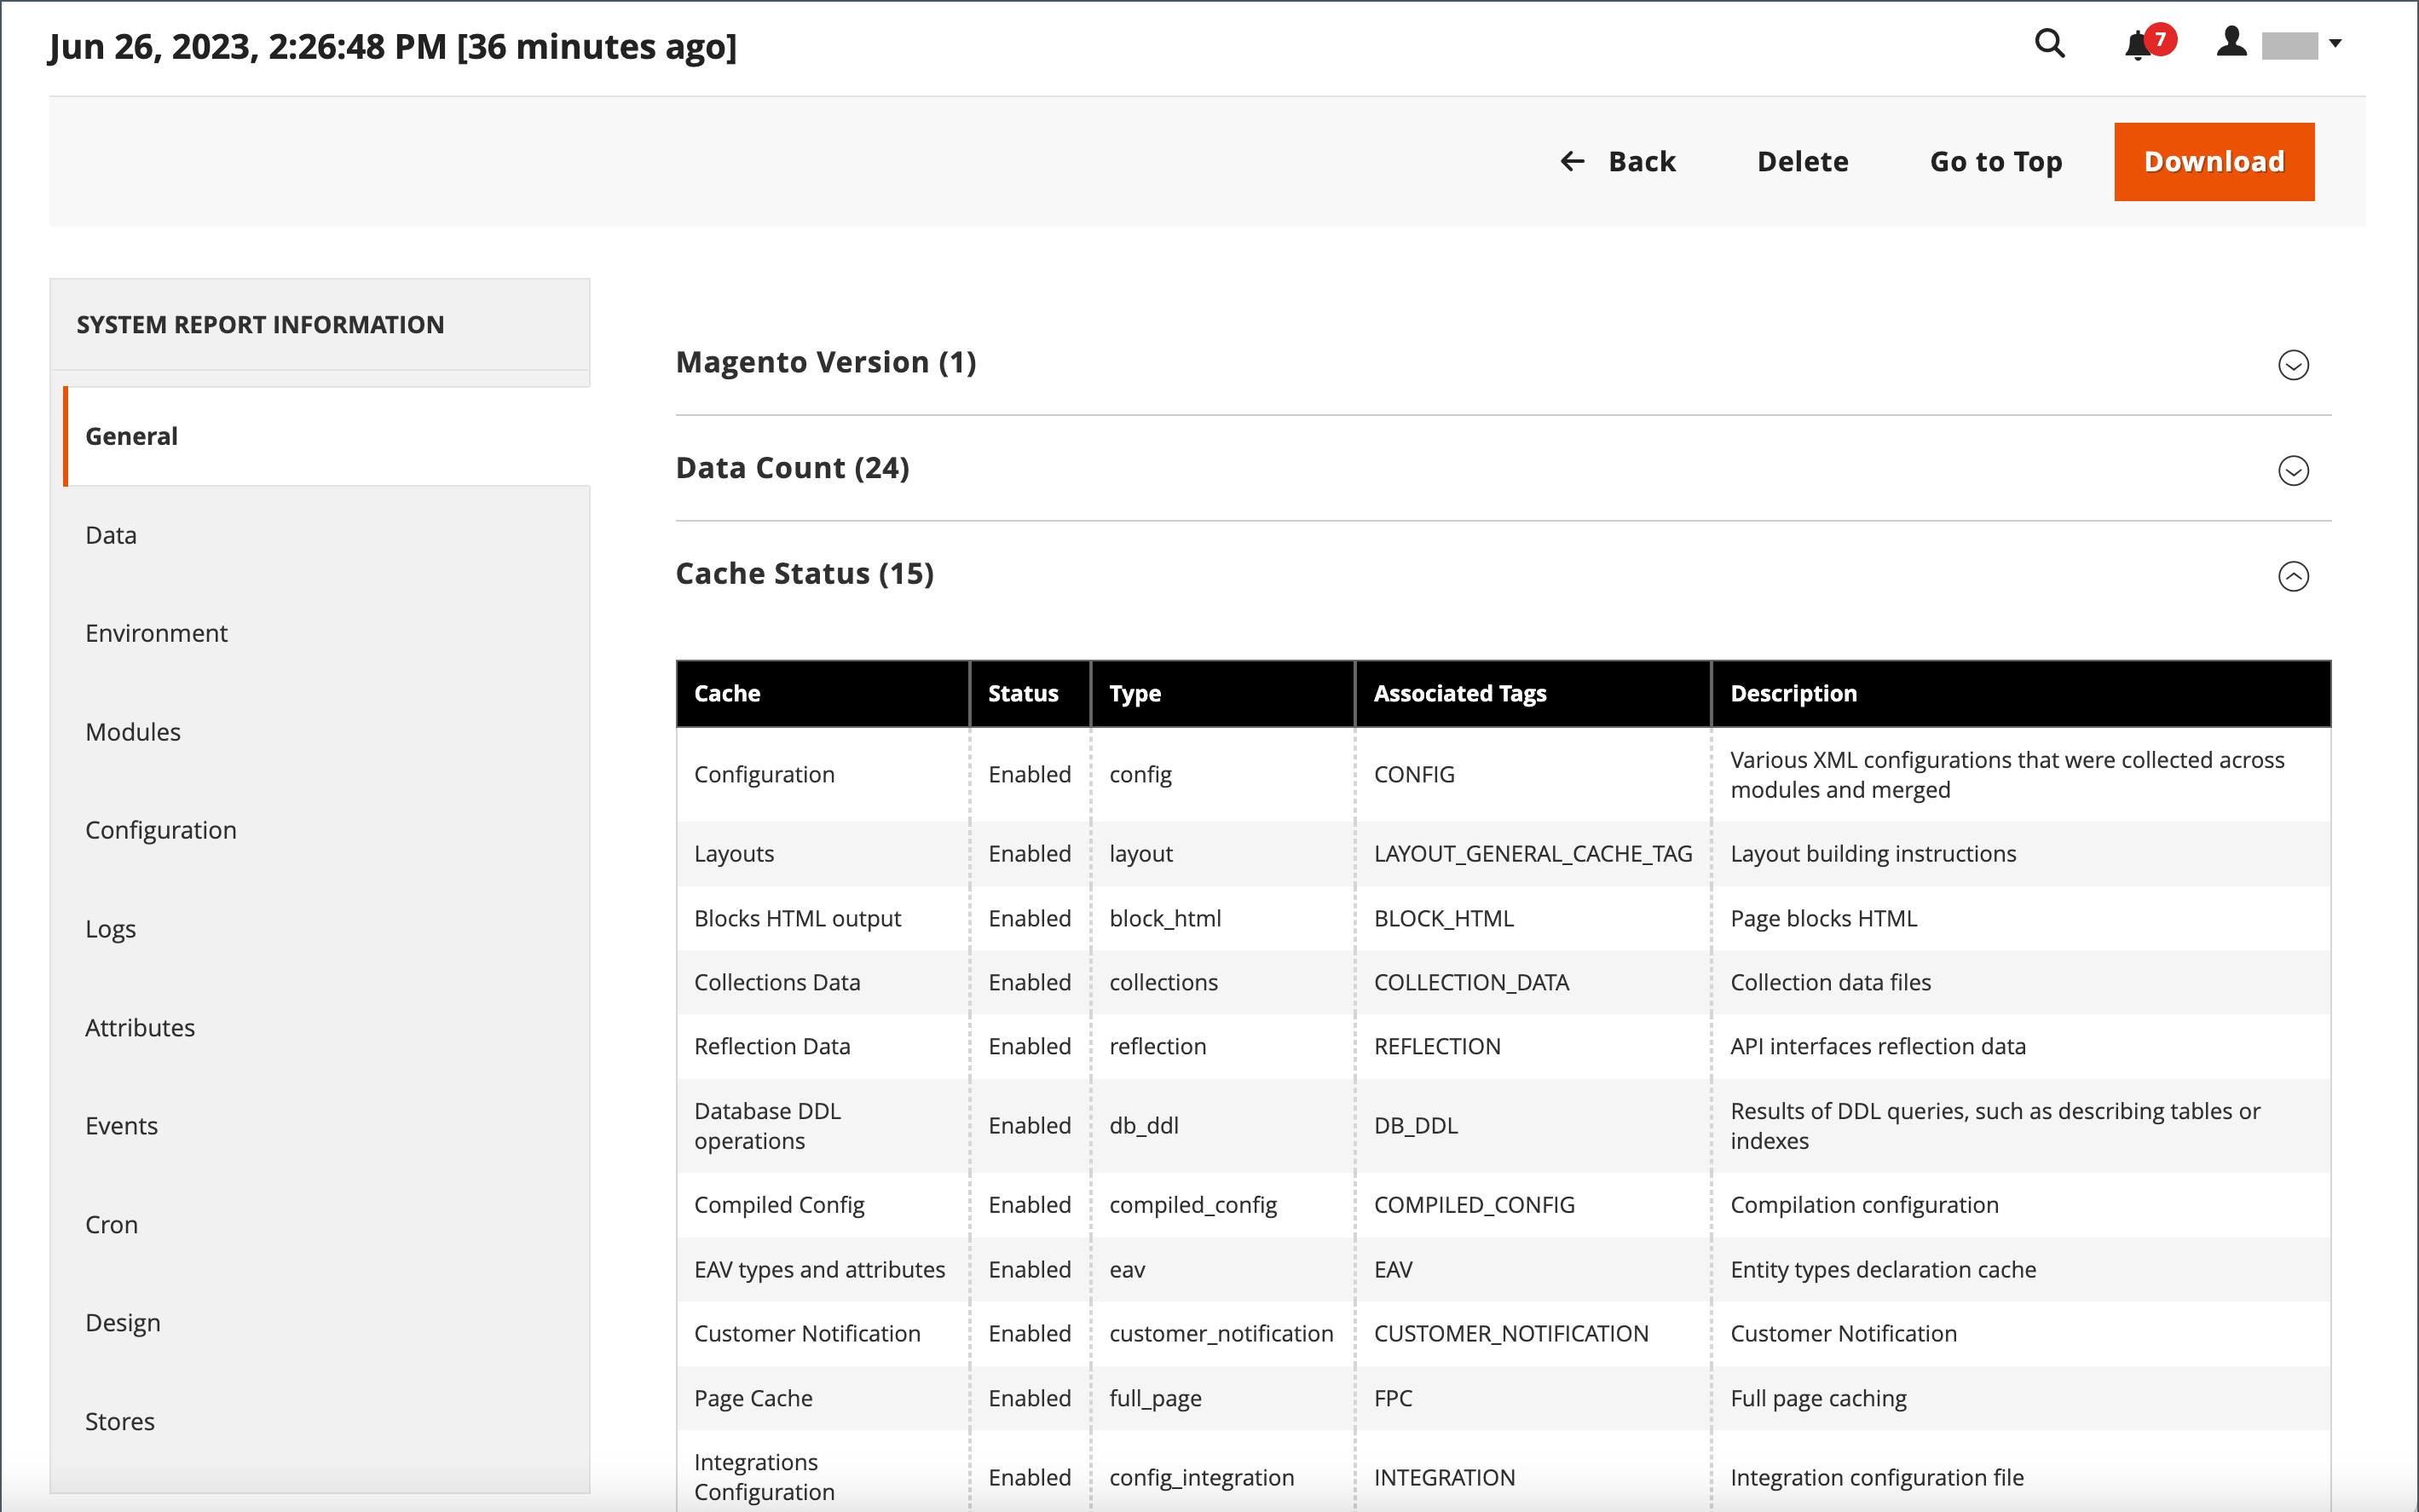 Jun 26, 2023, 2:26:48 PM [36 minutes ago]
7
Back
Delete
Go to Top
Download
SYSTEM REPORT INFORMATION
General
Data
Environment
Modules
Configuration
Logs
Attributes
Events
Cron
Design
Stores
Magento Version (1)
Data Count (24)
Cache Status (15)
Cache Status Type Associated Tags Description
Configuration Enabled config CONFIG Various XML configurations that were collected across
modules and merged
Layouts Enabled layout LAYOUT_GENERAL_CACHE_TAG Layout building instructions
Blocks HTML output Enabled block_html BLOCK_HTML Page blocks HTML
Collections Data Enabled collections COLLECTION_DATA Collection data files
Reflection Data Enabled reflection REFLECTION API interfaces reflection data
Database DDL
operations Enabled db_ddl DB_DDL Results of DDL queries, such as describing tables or
indexes
Compiled Config Enabled compiled_config COMPILED_CONFIG Compilation configuration
EAV types and attributes Enabled eav EAV Entity types declaration cache
Customer Notification Enabled customer_notification CUSTOMER_NOTIFICATION Customer Notification
Page Cache Enabled full_page FPC Full page caching
Integrations
Configuration Enabled config_integration INTEGRATION Integration configuration file